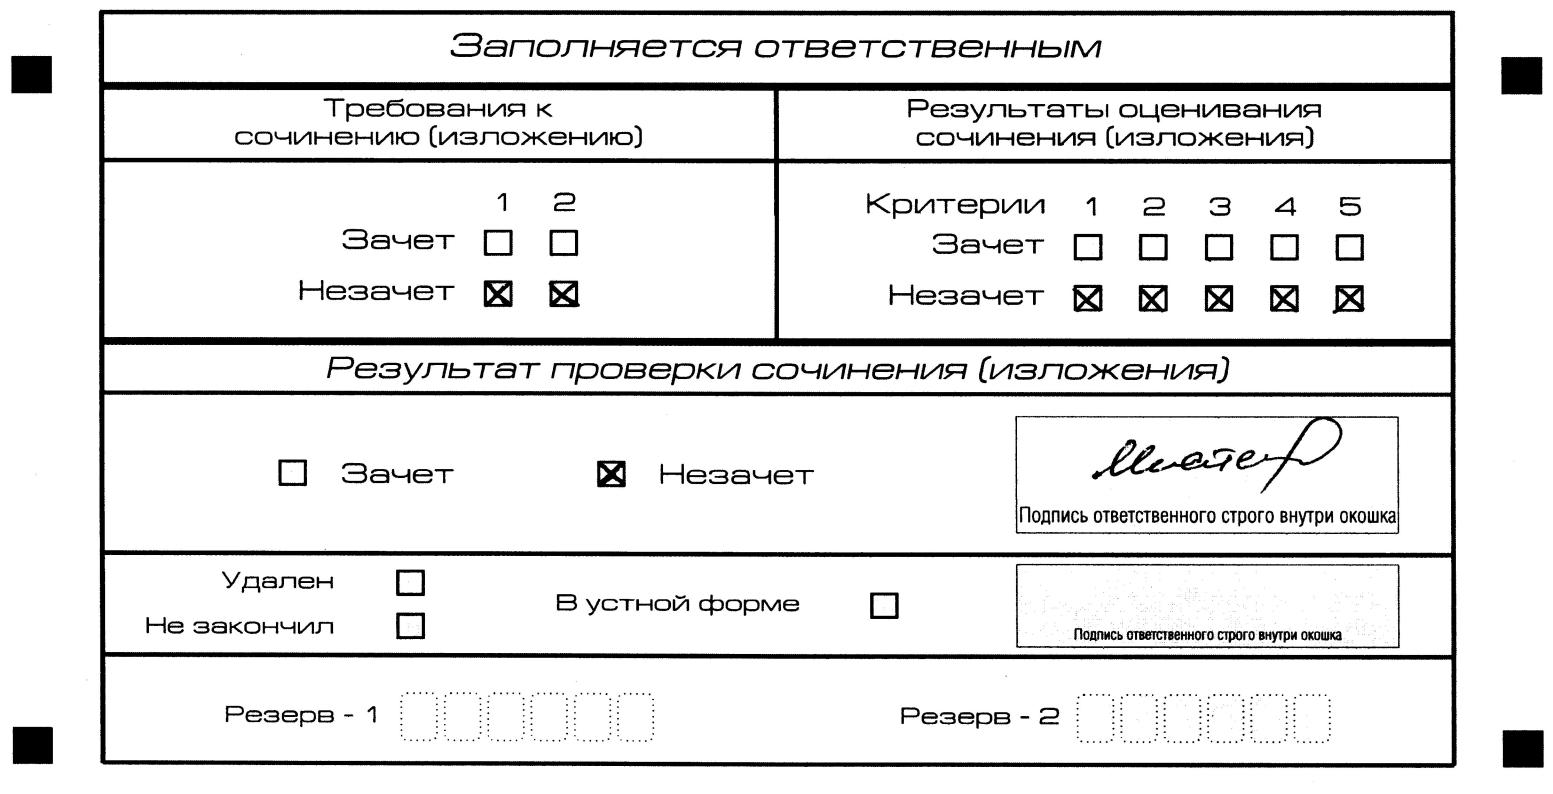 Заполняется ответственным
Требования к
сочинению (изложению)
1 2
Зачет
Незачет
Результаты оценивания
сочинения (изложения)
Критерии 1 2 3 4 5
Зачет
Незачет
Результат проверки сочинения (изложения)
Зачет
Незачет
Подпись ответственного строго внутри окошка
Удален
Не закончил
В устной форме
Подпись ответственного строго внутри окошка
Резерв - 1
Резерв - 2